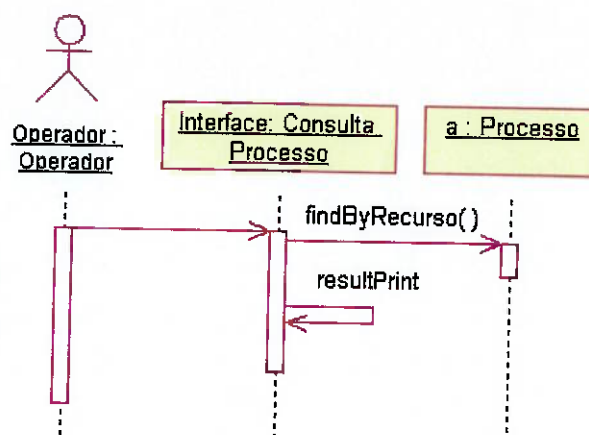 Operador :
Operador
Interface: Consulta
Processo
a : Processo
findByRecurso( )
resultPrint